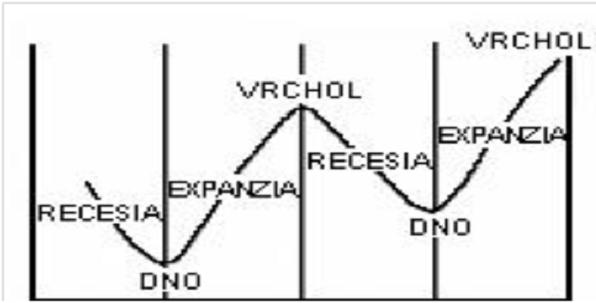 VRCHOL
VRCHOL
EXPANZIA
RECESIA
EXPANZIA
RECESIA
DNO
DNO